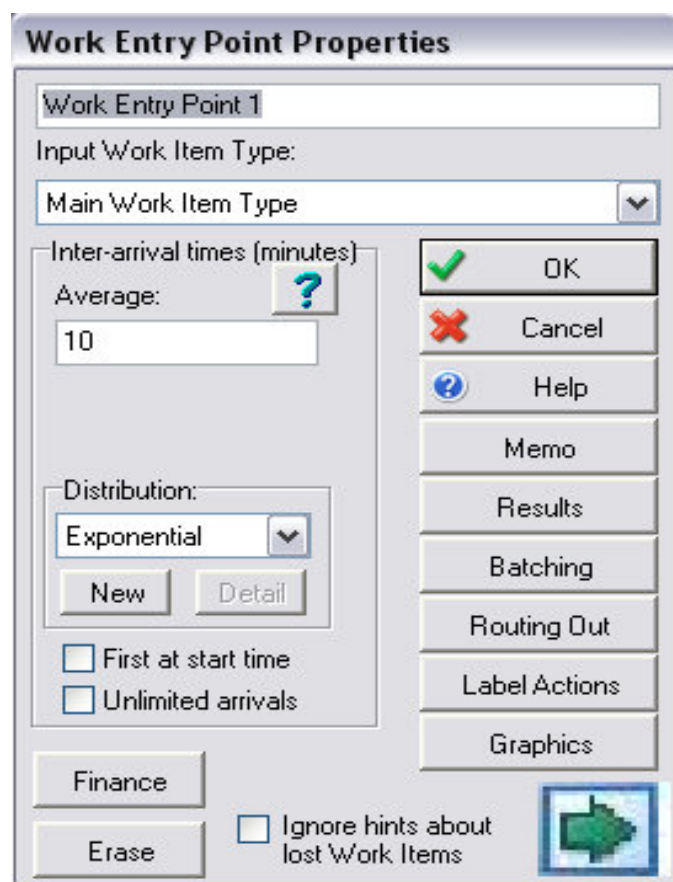 Work Entry Point Properties
Work Entry Point 1
Input Work Item Type:
Main Work Item Type
Inter-arrival times (minutes)
Average:
?
10
Distribution:
Exponential
New
Detail
First at start time
Unlimited arrivals
OK
Cancel
? Help
Memo
Results
Batching
Routing Out
Label Actions
Graphics
Finance
Erase
Ignore hints about
lost Work Items